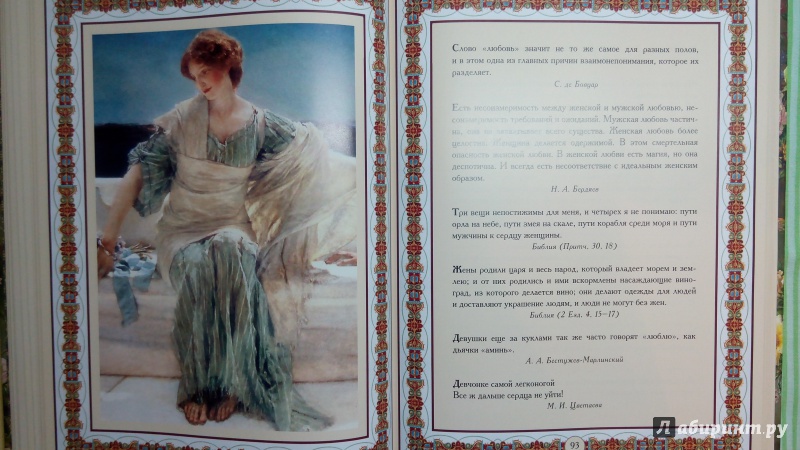 Слово «любовь» значит не то же самое для разных полов,
и в этом одна из главных причин взаимонепонимания, которое их
разделяет.
С. де Бовуар
Есть несоизмеримость между женской и мужской любовью, не-
соизмеримость требований и ожиданий. Мужская любовь частич-
на, она не захватывает всего существа. Женская любовь более
целостна. Женщина делается одержимой. В этом смертельная
опасность женской любви. В женской любви есть магия, но она
деспотична. И всегда есть несоответствие с идеальным женским
образом.
Н. А. Бердяев
Три вещи непостижимы для меня, и четырех я не понимаю: пути
орла на небе, пути змея на скале, пути корабля среди моря и пути
мужчины к сердцу женщины.
Библия (Притч. 30, 18)
Жены родили царя и весь народ, который владеет морем и зем-
лею; и от них родились и ими вскормлены насаждающие вино-
град, из которого делается вино; они делают одежды для людей
и доставляют украшение людям, и люди не могут без жен.
Библия (2 Езд. 4, 15—17)
Девушки еще за куклами так же часто говорят «люблю», как
дьячки «аминь».
А. А. Бестужев-Марлинский
Девчонке самой легконогой
Все ж дальше сердца не уйти!
М. И. Цветаева
93
Лабиринт.ру